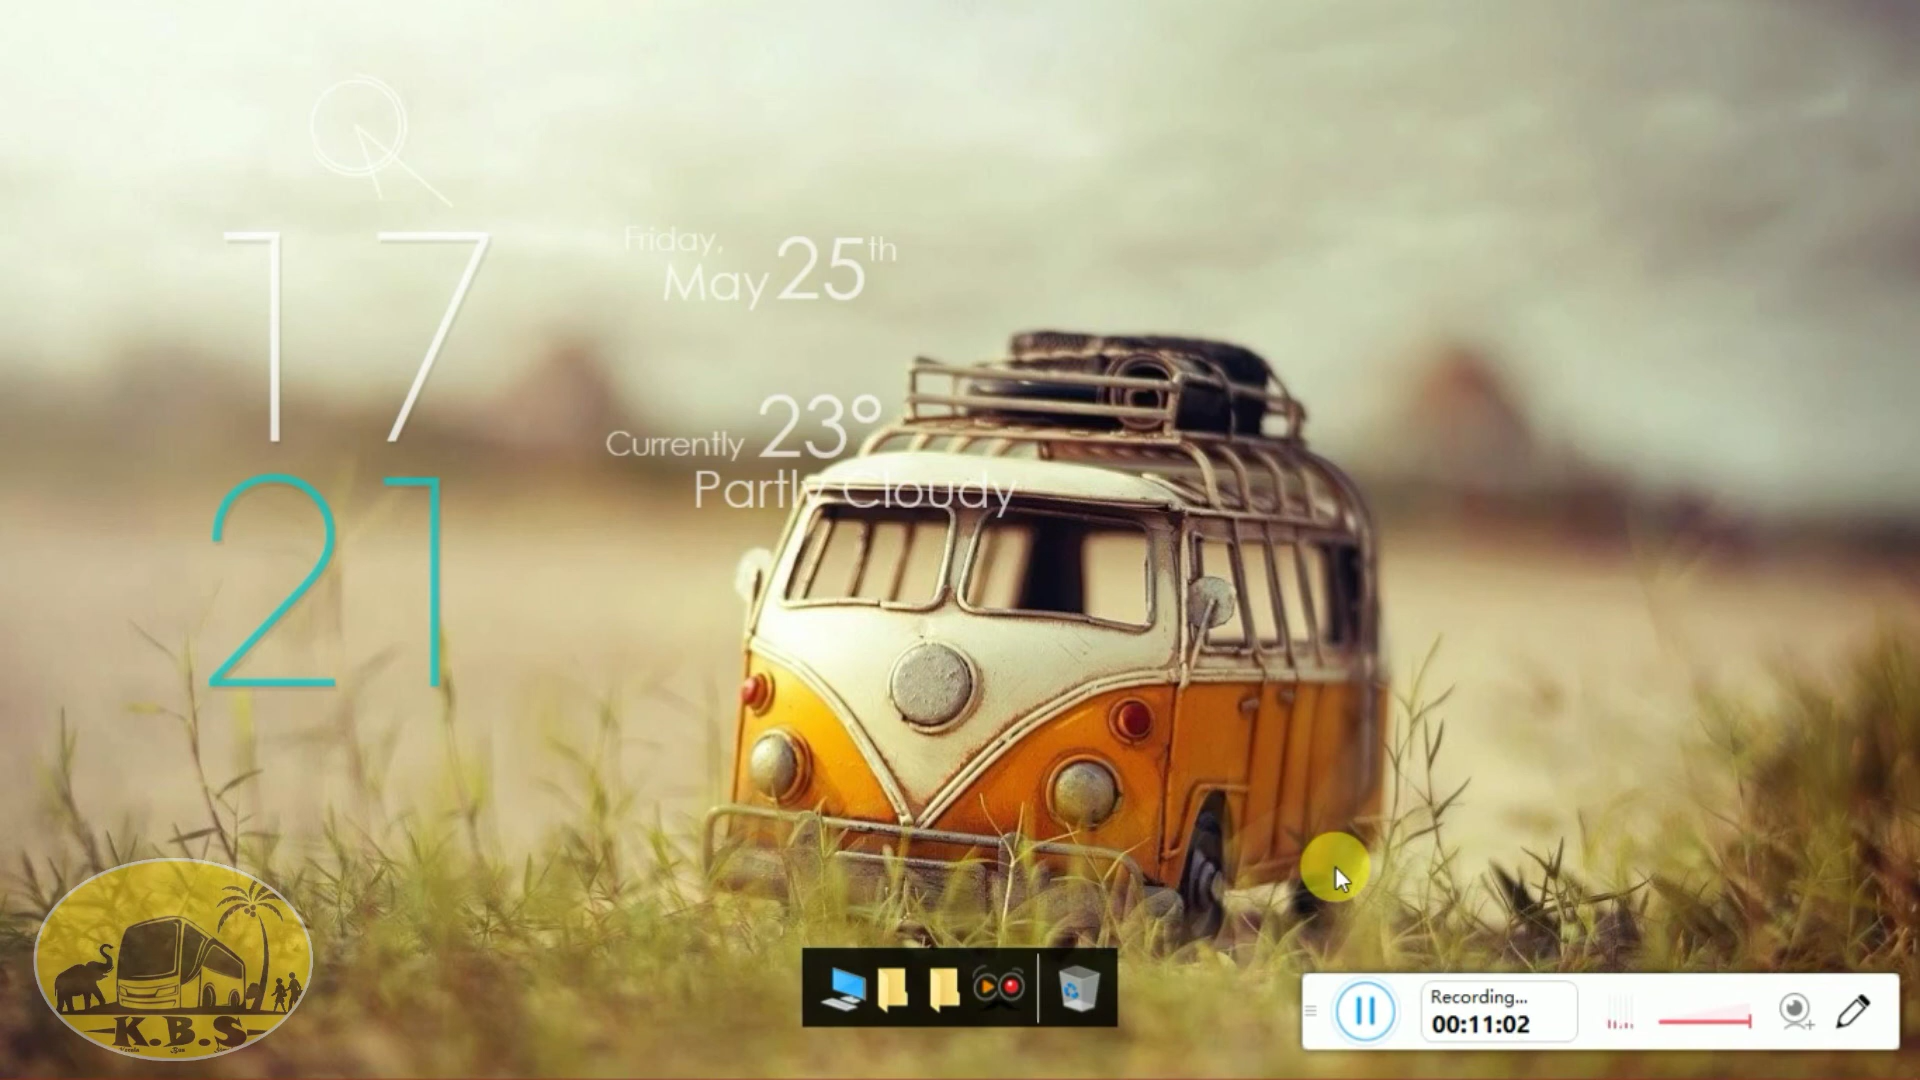 17
21
Friday,
May 25th
Currently 23°
Partly Cloudy
K.B.S
Recording...
00:11:02